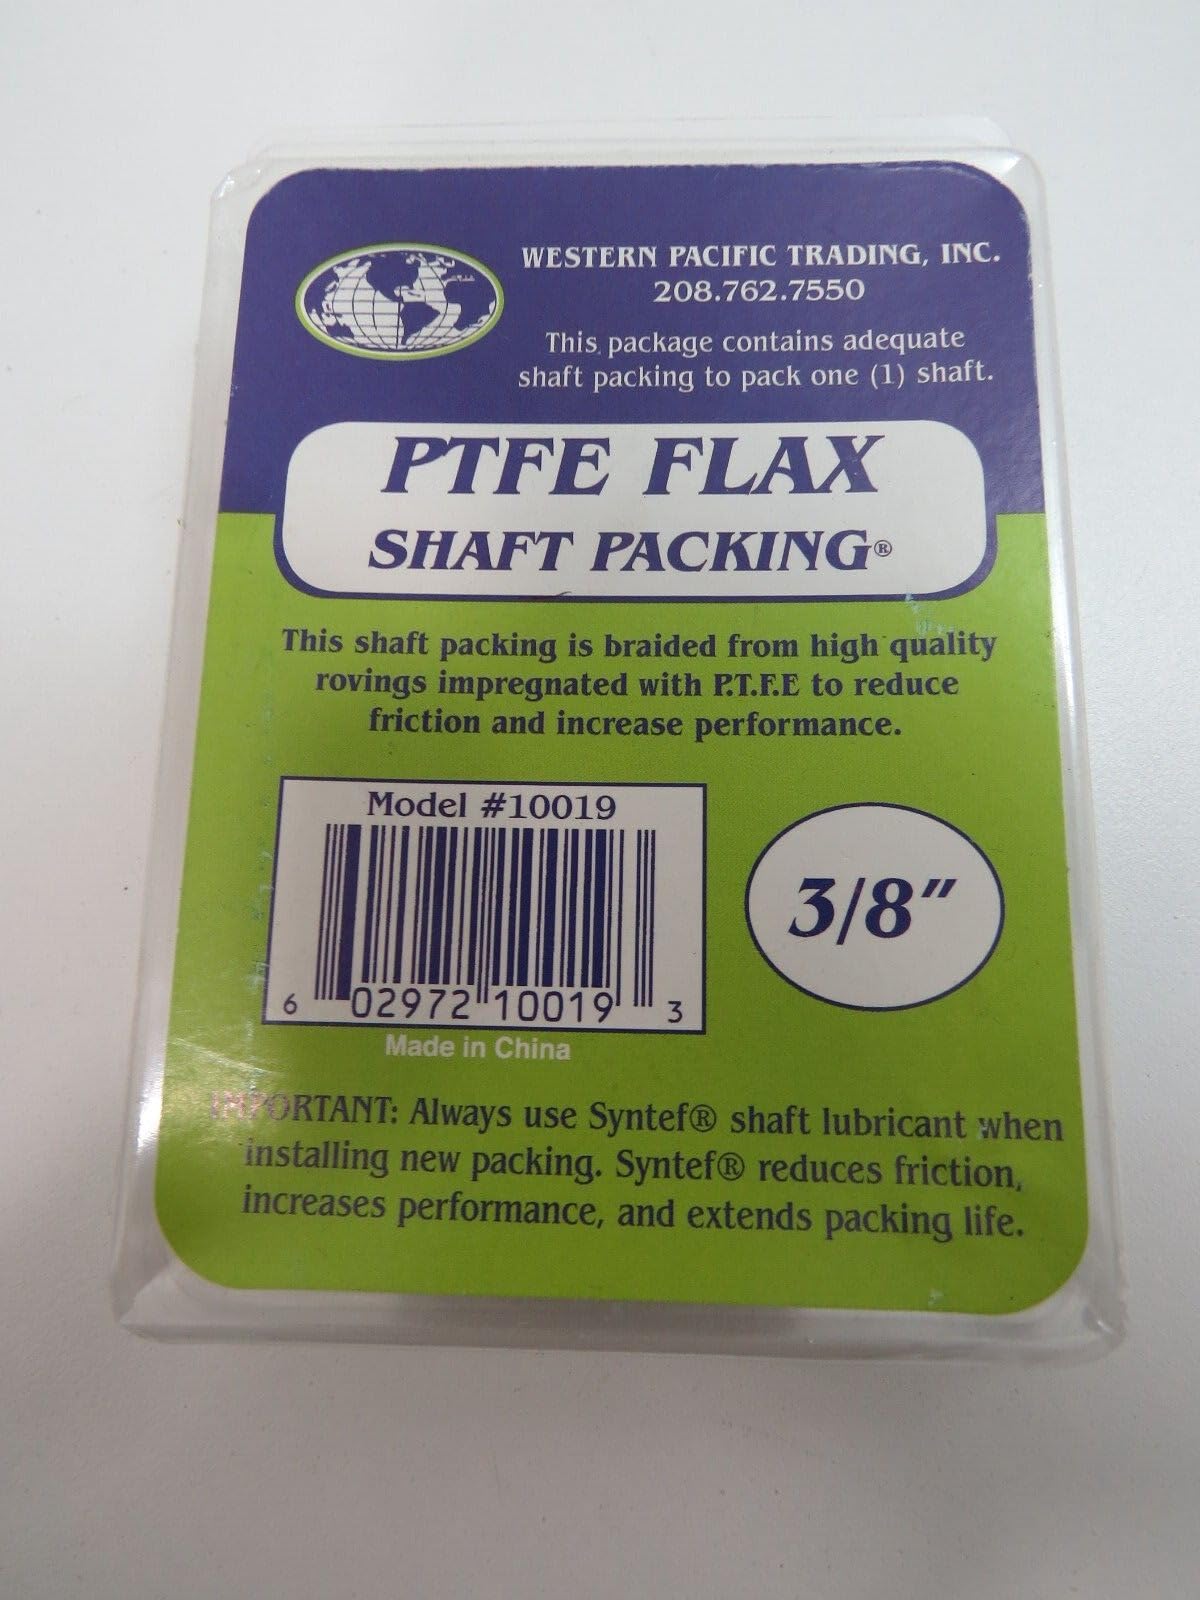 WESTERN PACIFIC TRADING, INC.
208.762.7550
This package contains adequate
shaft packing to pack one (1) shaft.
PTFE FLAX
SHAFT PACKING®
This shaft packing is braided from high quality
rovings impregnated with P.T.F.E to reduce
friction and increase performance.
Model #10019
6 02972 10019 3
3/8"
Made in China
IMPORTANT: Always use Syntef® shaft lubricant when
installing new packing. Syntef® reduces friction,
increases performance, and extends packing life.